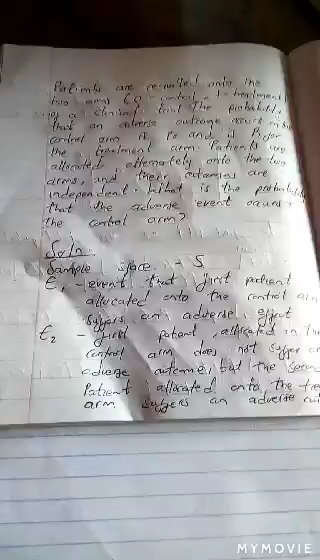 Patients are recruited onto the
two arms (0 - control, 1 - treatment)
of a clinical trial. The probability
that an adverse outcome occurs in the
control arm is P0 and is P1 for
the treatment arm. Patients are
allocated alternately onto the two
arms, and their outcomes are
independent. What is the probability
that the adverse event occurs
the control arm?
Soln
Sample space - S
E1 - event that first patient
allocated onto the control arm
suffers an adverse effect
E2 - first patient, allocated in the
control arm does not suffer
adverse outcome, but the second
Patient allocated onto the
arm suffers an adverse
MYMOVIE